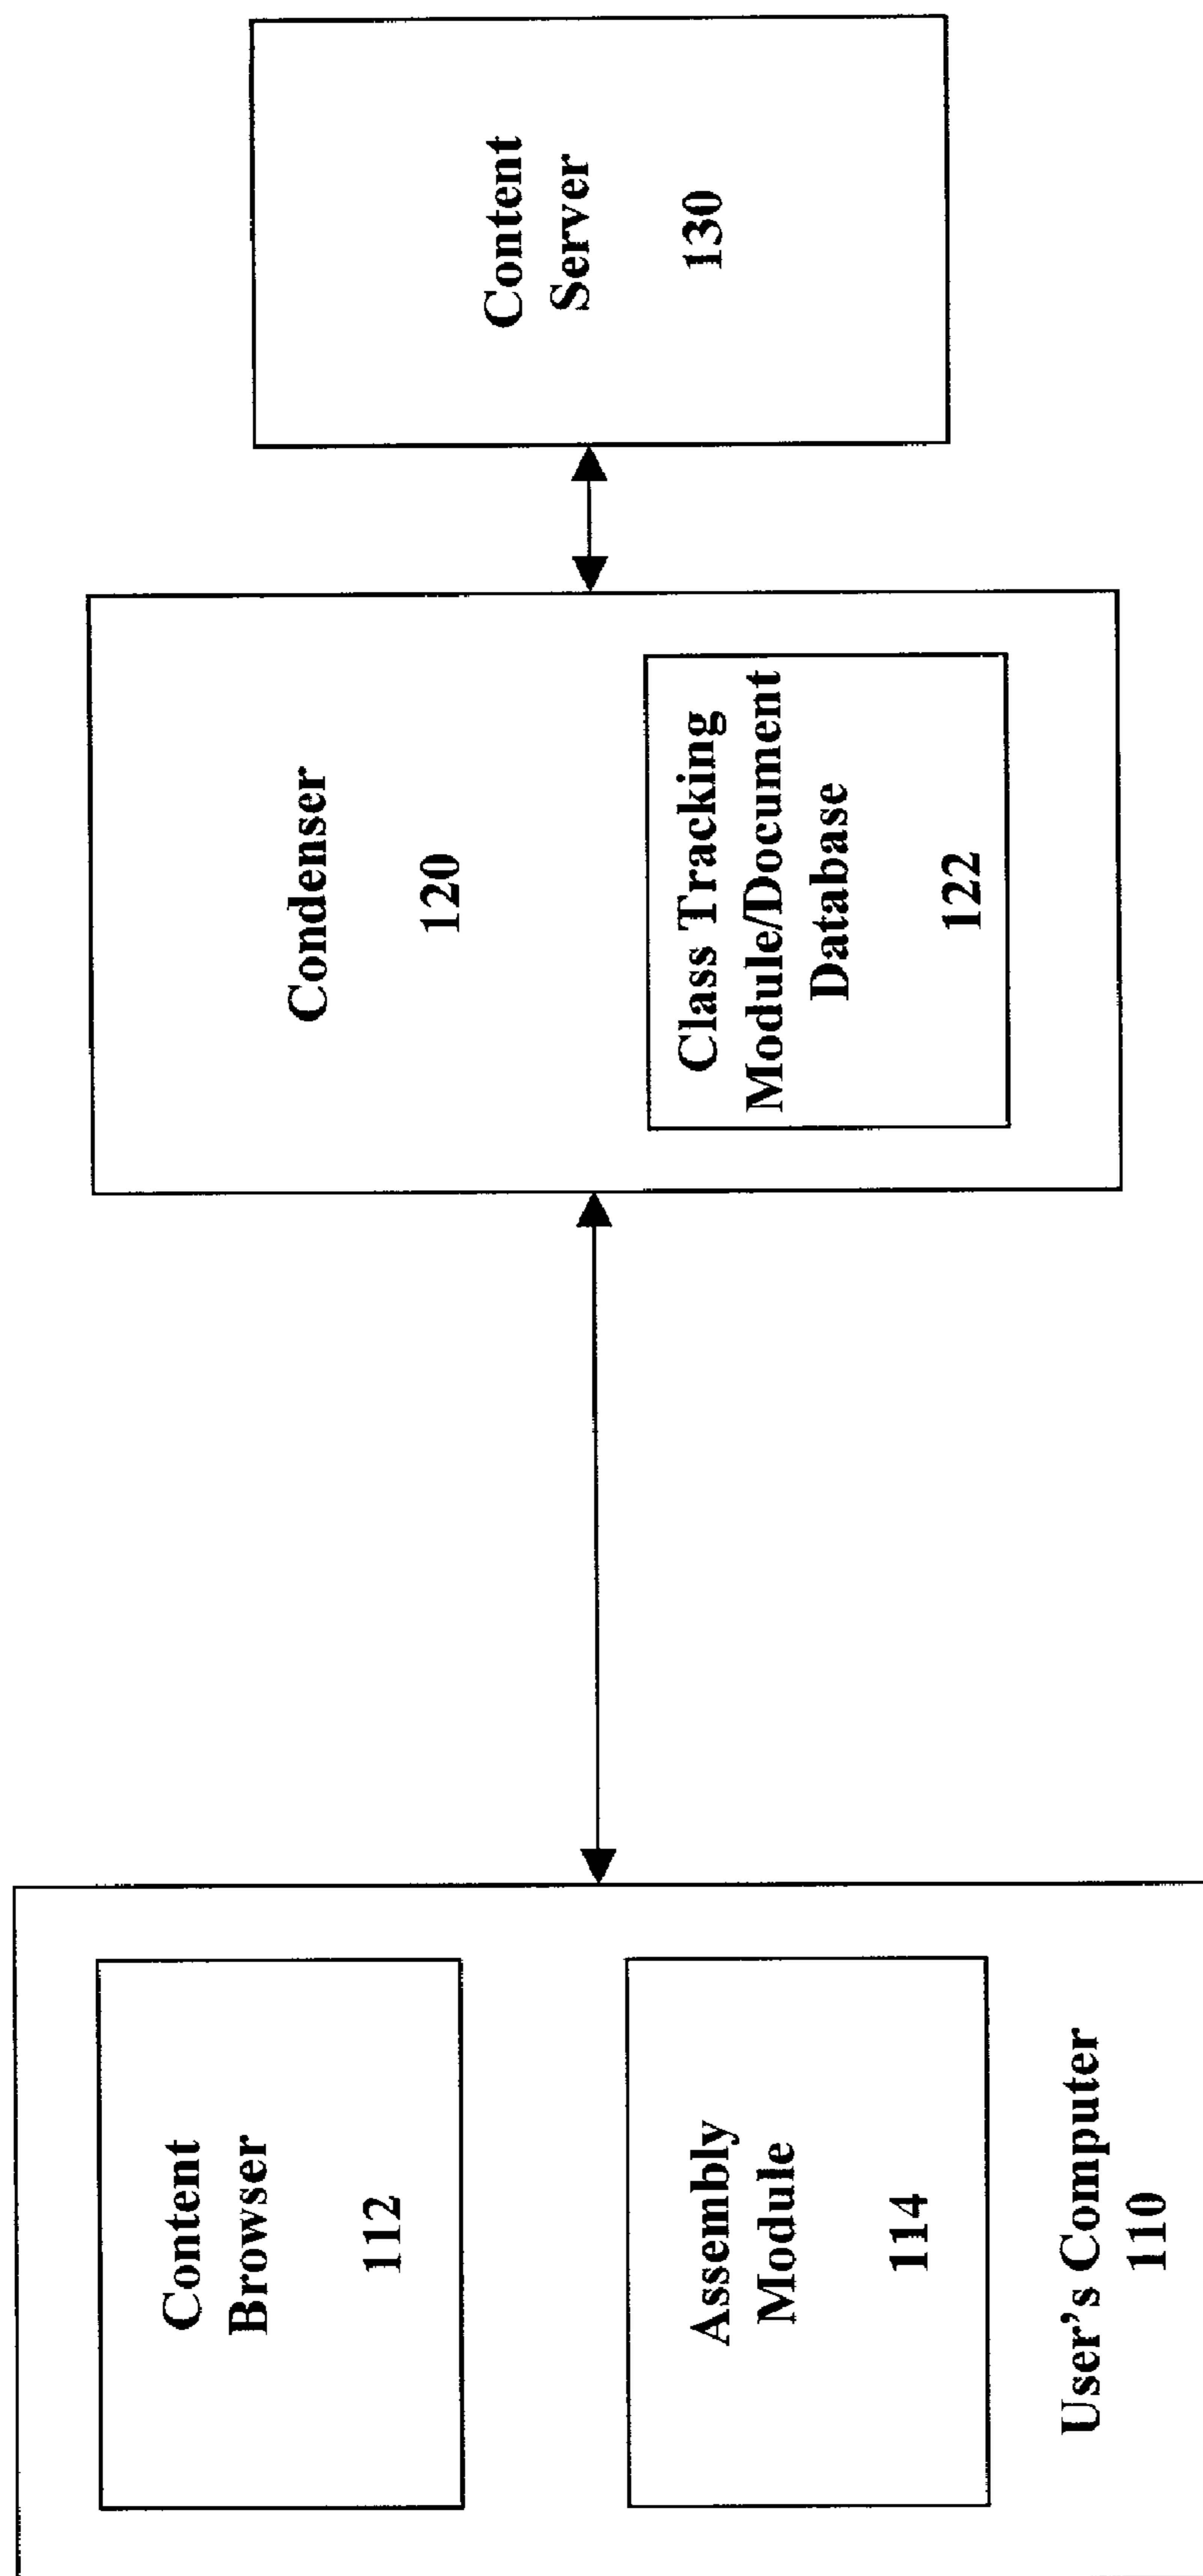 Content
Browser
112
Assembly
Module
114
User's Computer
110
Condenser
120
Class Tracking
Module/Document
Database
122
Content
Server
130